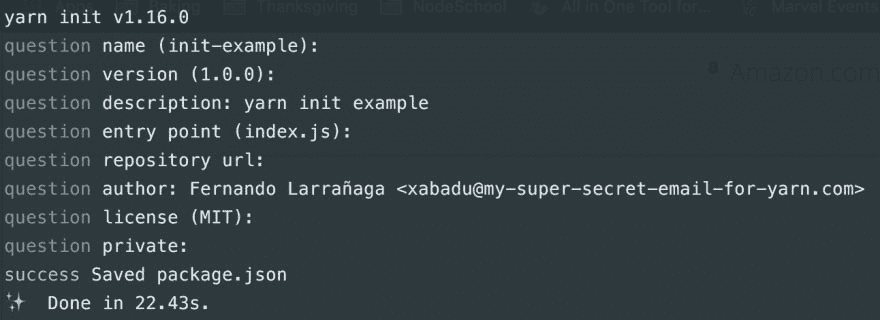 Apps Baking Thanksgiving NodeSchool All in One Tool for... Marvel Events
yarn init v1.16.0
question name (init-example):
question version (1.0.0):
question description: yarn init example
question entry point (index.js):
question repository url:
question author: Fernando Larrañaga <xabadu@my-super-secret-email-for-yarn.com>
question license (MIT):
question private:
success Saved package.json
✨ Done in 22.43s.
Amazon.com